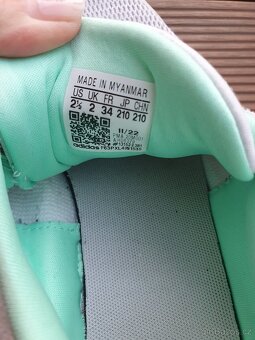 MADE IN MYANMAR
US UK FR JP CHN
2½ 2 34 210 210
11/22
adidas